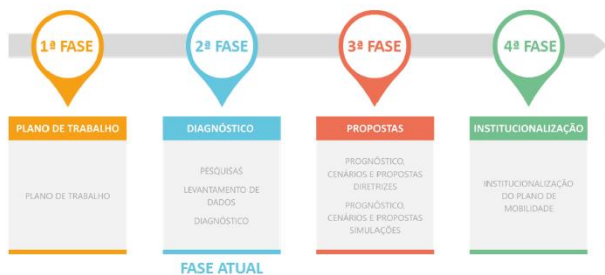 1ª FASE
2ª FASE
3ª FASE
4ª FASE
PLANO DE TRABALHO
PLANO DE TRABALHO
DIAGNÓSTICO
PESQUISAS
LEVANTAMENTO DE
DADOS
DIAGNÓSTICO
FASE ATUAL
PROPOSTAS
PROGNÓSTICO,
CENÁRIOS E PROPOSTAS
DIRETRIZES
PROGNÓSTICO,
CENÁRIOS E PROPOSTAS
SIMULAÇÕES
INSTITUCIONALIZAÇÃO
INSTITUCIONALIZAÇÃO
DO PLANO DE
MOBILIDADE